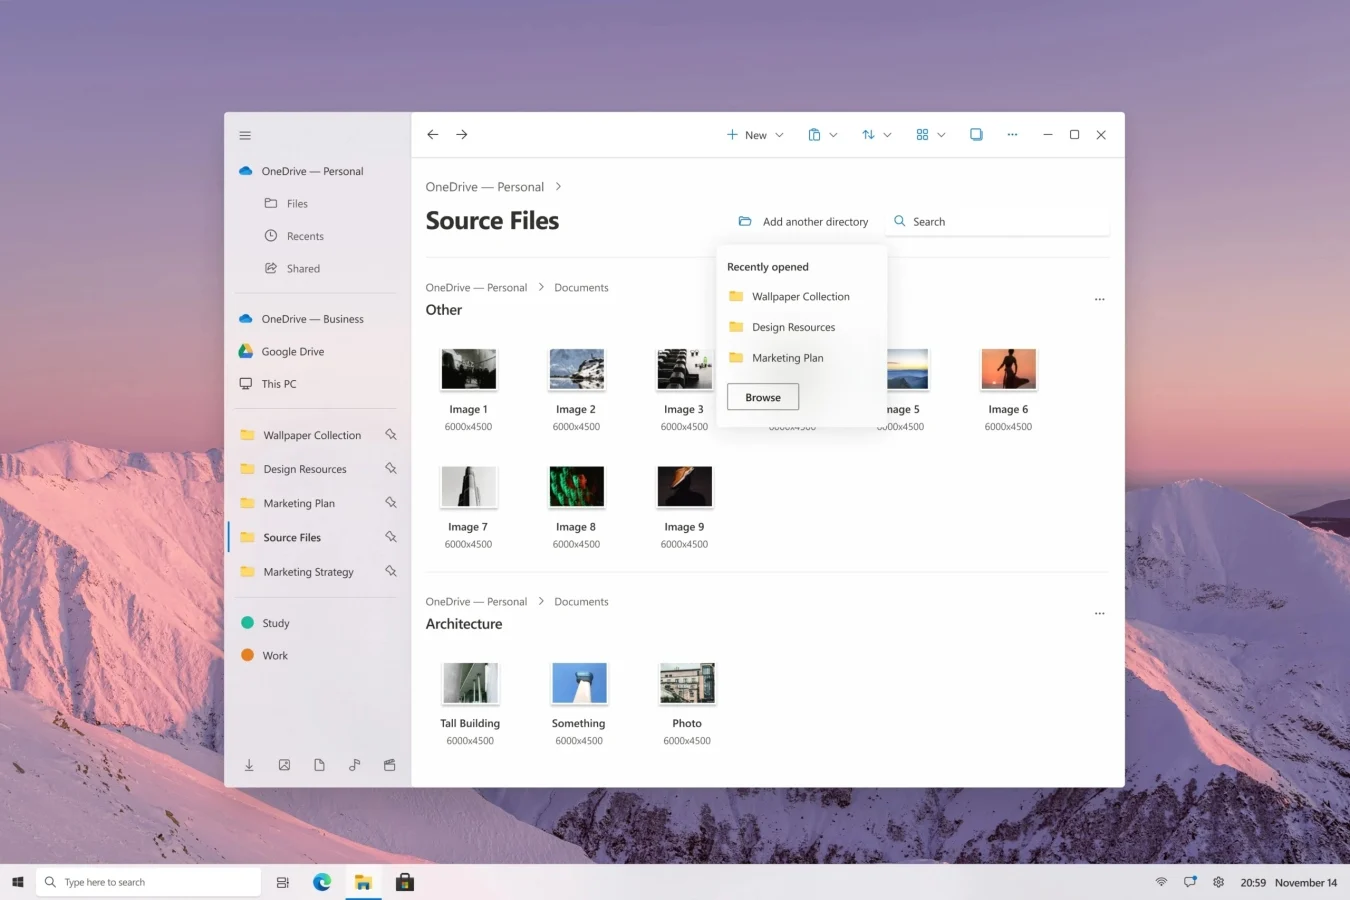 New
OneDrive — Personal
Files
Recents
Shared
OneDrive — Business
Google Drive
This PC
Wallpaper Collection
Design Resources
Marketing Plan
Source Files
Marketing Strategy
Study
Work
OneDrive — Personal
Source Files
Add another directory
Search
Recently opened
Wallpaper Collection
Design Resources
Marketing Plan
Browse
OneDrive — Personal > Documents
Other
Image 1
6000x4500
Image 2
6000x4500
Image 3
6000x4500
6000x4500
mage 5
6000x4500
Image 6
6000x4500
Image 7
6000x4500
Image 8
6000x4500
Image 9
6000x4500
OneDrive — Personal > Documents
Architecture
Tall Building
6000x4500
Something
6000x4500
Photo
6000x4500
Type here to search
20:59 November 14